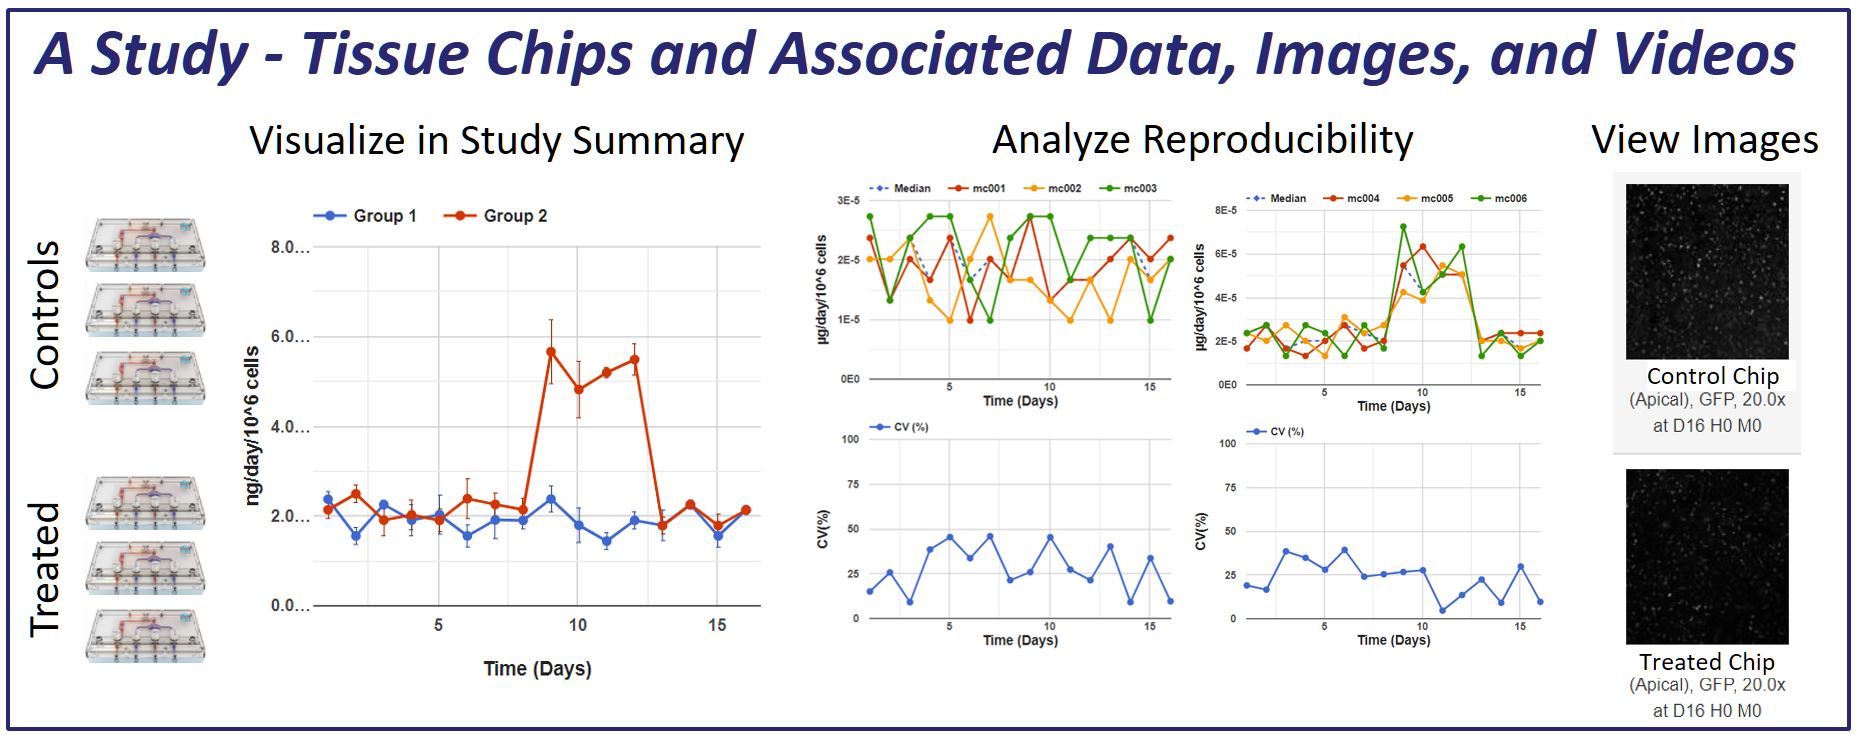 A Study - Tissue Chips and Associated Data, Images, and Videos
Controls
Treated
Visualize in Study Summary
Group 1 Group 2
8.0...
6.0...
4.0...
2.0...
0.0...
ng/day/10^6 cells
5 10 15
Time (Days)
Analyze Reproducibility
Median mc001 mc002 mc003
3E-5
2E-5
1E-5
0E0
µg/day/10^6 cells
5 10 15
Time (Days)
Median mc004 mc005 mc006
8E-5
6E-5
4E-5
2E-5
0E0
µg/day/10^6 cells
5 10 15
Time (Days)
CV (%)
100
75
50
25
0
CV(%)
5 10 15
Time (Days)
CV (%)
100
75
50
25
0
CV(%)
5 10 15
Time (Days)
View Images
Control Chip
(Apical), GFP, 20.0x
at D16 H0 M0
Treated Chip
(Apical), GFP, 20.0x
at D16 H0 M0